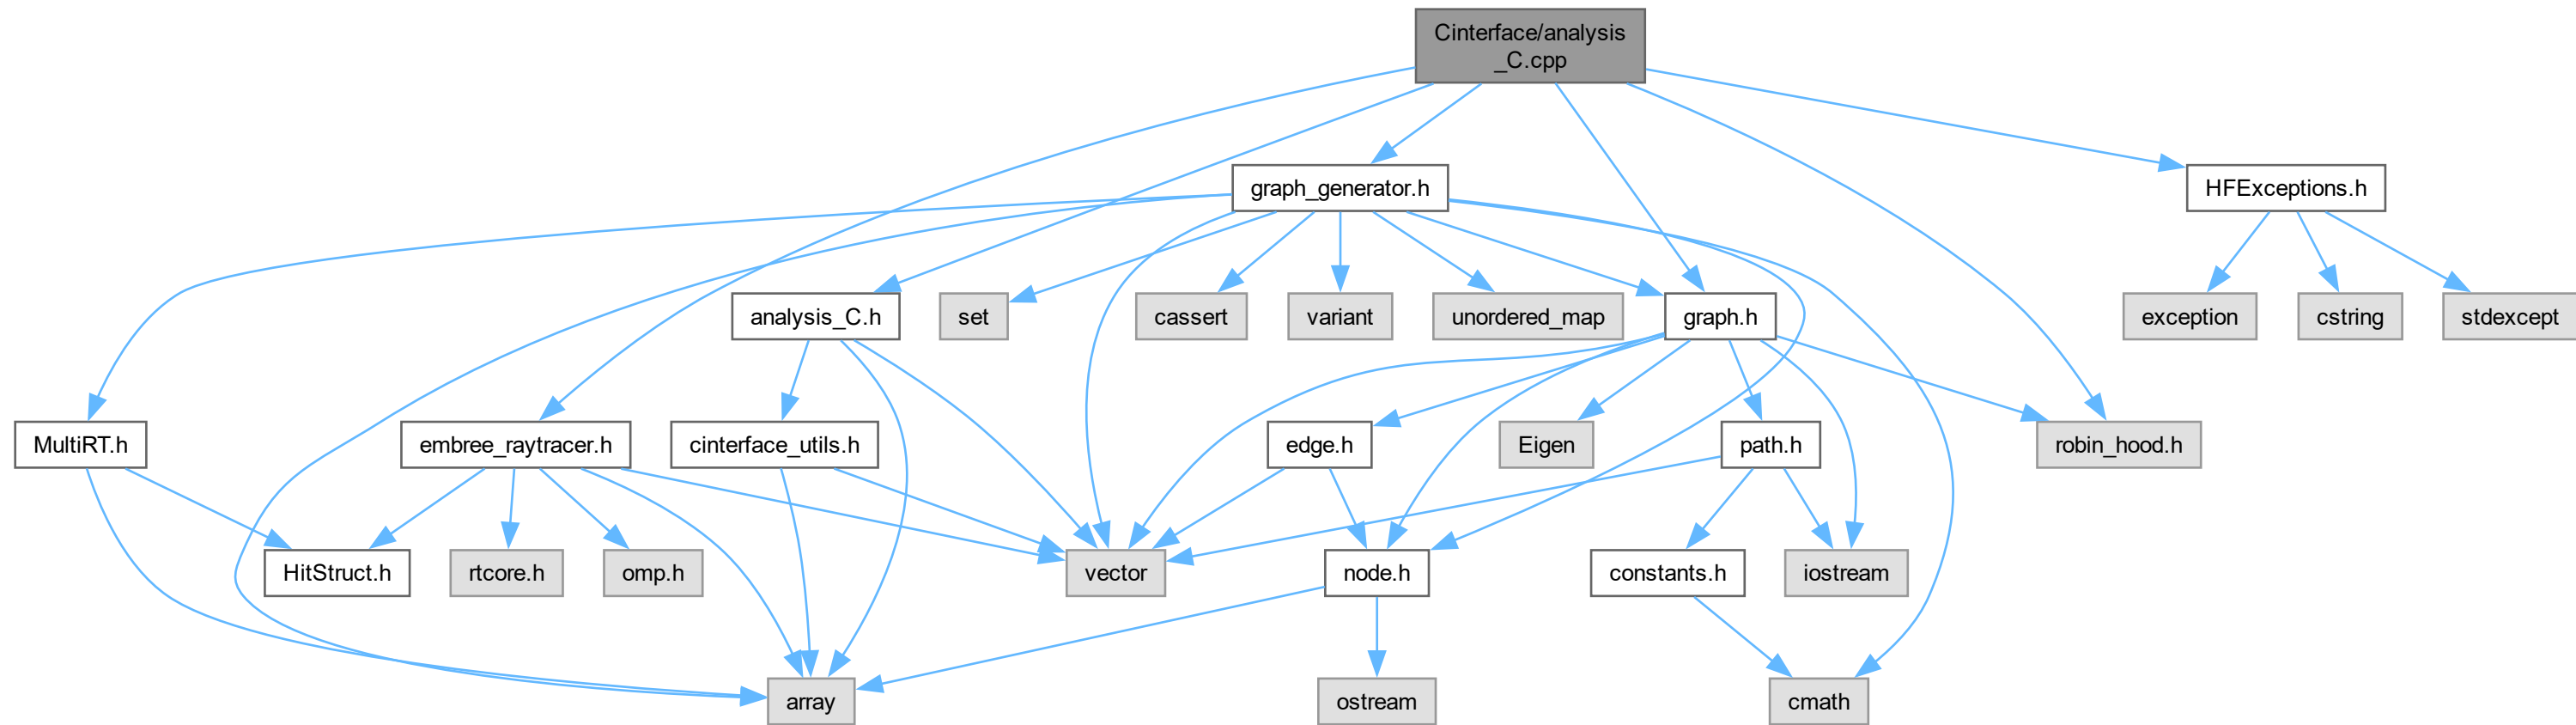 Cinterface/analysis
_C.cpp
graph_generator.h
HFExceptions.h
analysis_C.h
set
cassert
variant
unordered_map
graph.h
exception
cstring
stdexcept
MultiRT.h
embree_raytracer.h
cinterface_utils.h
edge.h
Eigen
path.h
robin_hood.h
HitStruct.h
rtcore.h
omp.h
vector
node.h
constants.h
iostream
array
ostream
cmath